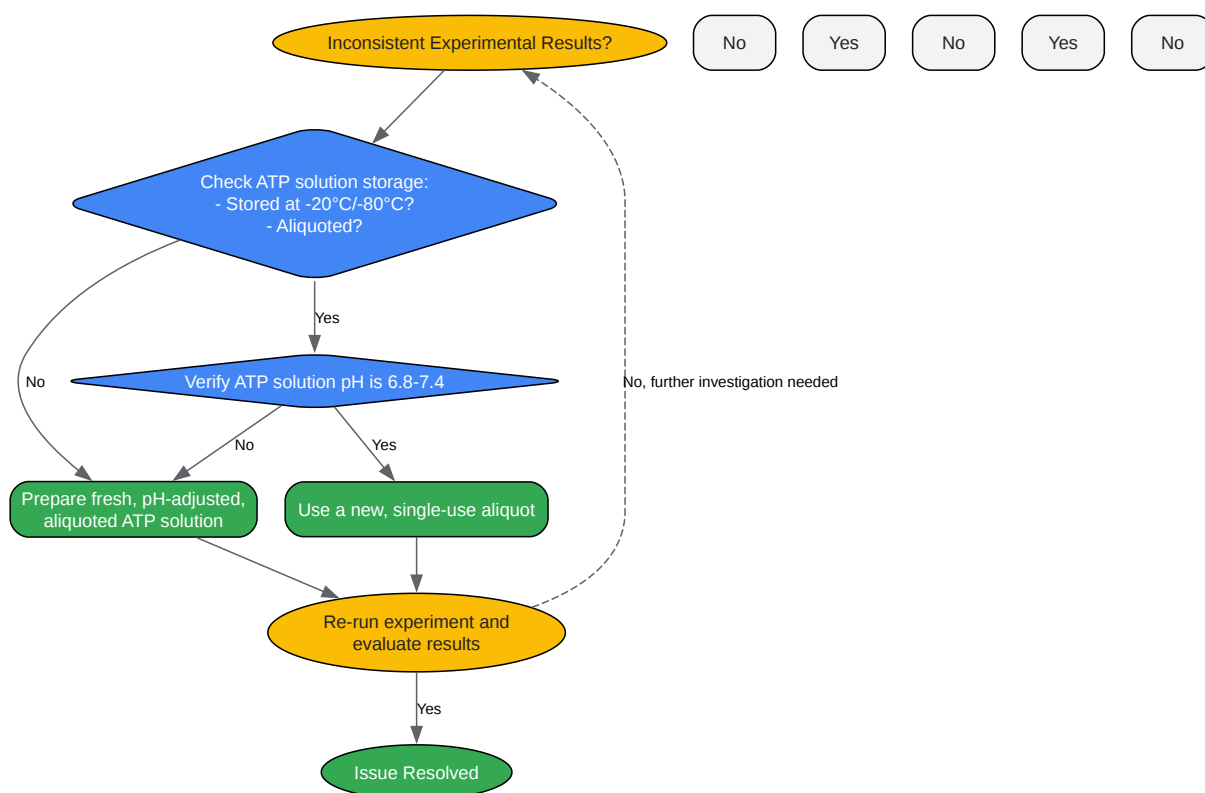 Inconsistent Experimental Results?
No
Yes
No
Yes
No
Check ATP solution storage:
- Stored at -20°C/-80°C?
- Aliquoted?
Yes
No
Verify ATP solution pH is 6.8-7.4
No, further investigation needed
No
Yes
Prepare fresh, pH-adjusted,
aliquoted ATP solution
Use a new, single-use aliquot
Re-run experiment and
evaluate results
Yes
Issue Resolved